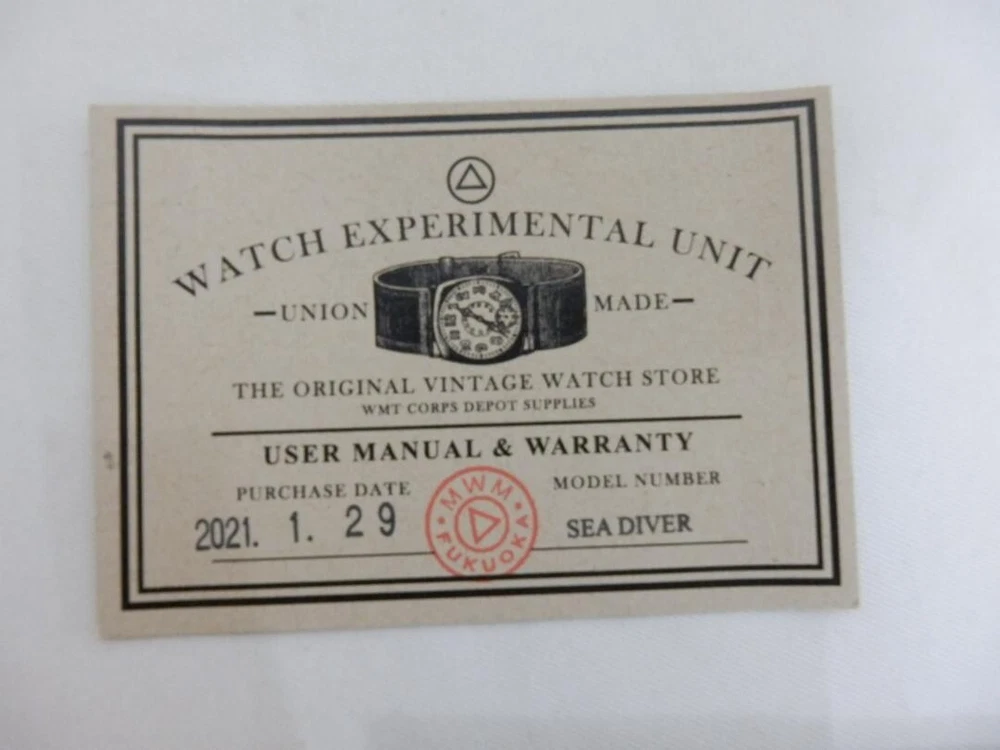 WATCH EXPERIMENTAL UNIT
UNION MADE
THE ORIGINAL VINTAGE WATCH STORE
WMT CORPS DEPOT SUPPLIES
USER MANUAL & WARRANTY
PURCHASE DATE
2021. 1. 29
MODEL NUMBER
SEA DIVER
MWM
FUKUOKA